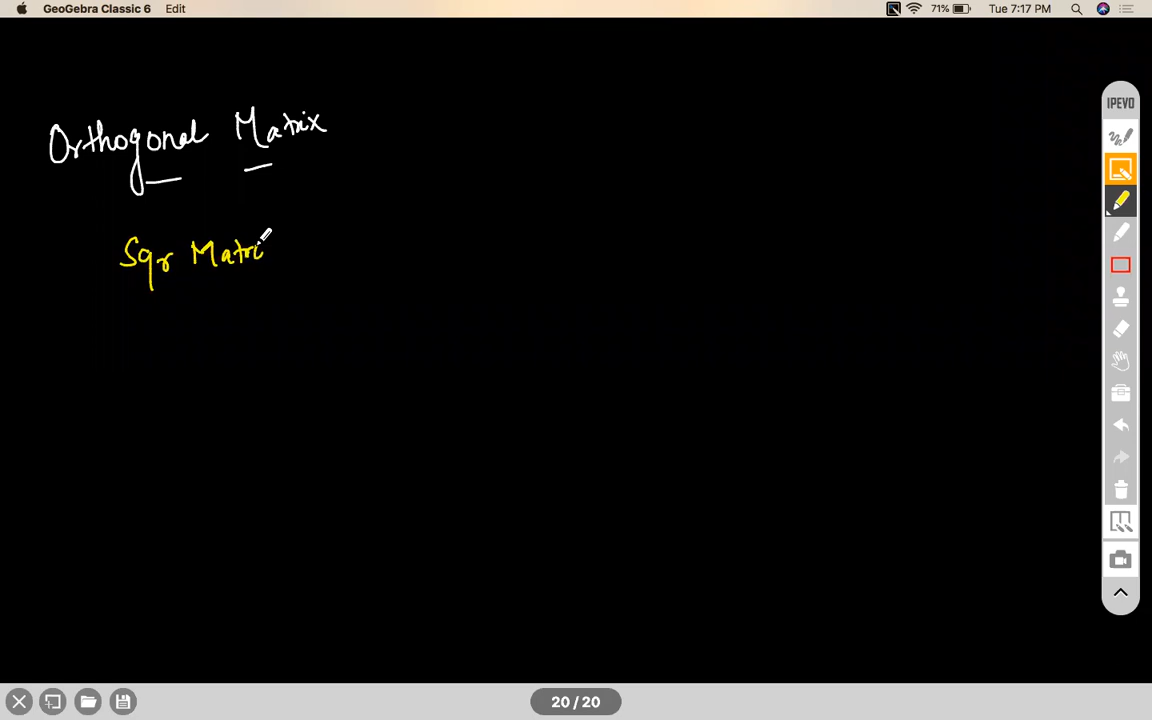 GeoGebra Classic 6 Edit 71% Tue 7:17 PM
IPEVO
Orthogonal Matrix
Sqr Matri
20 / 20